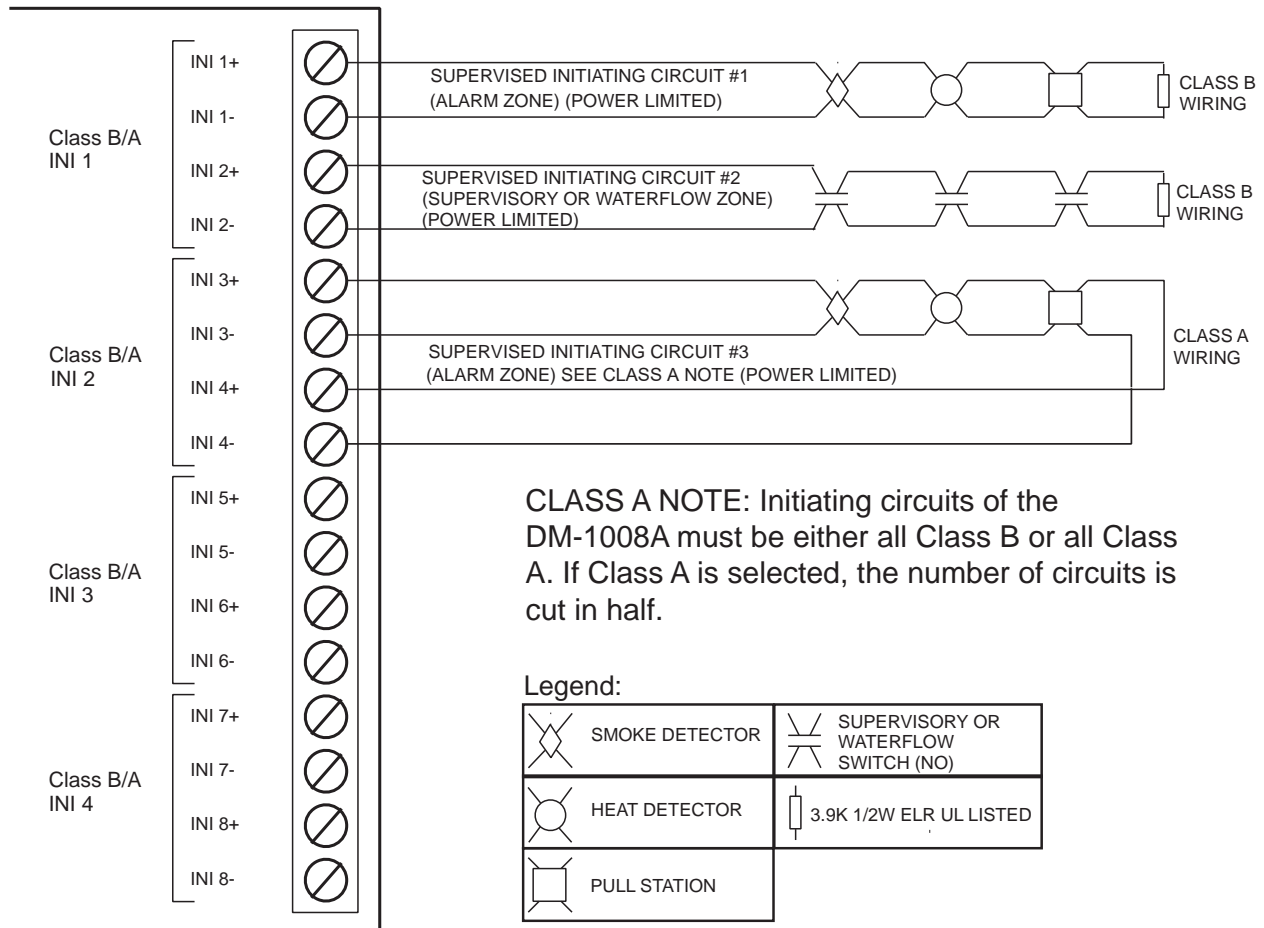 Class B/A
INI 1
INI 1+
INI 1-
INI 2+
INI 2-
Class B/A
INI 2
INI 3+
INI 3-
INI 4+
INI 4-
Class B/A
INI 3
INI 5+
INI 5-
INI 6+
INI 6-
Class B/A
INI 4
INI 7+
INI 7-
INI 8+
INI 8-
SUPERVISED INITIATING CIRCUIT #1
(ALARM ZONE) (POWER LIMITED)
CLASS B
WIRING
SUPERVISED INITIATING CIRCUIT #2
(SUPERVISORY OR WATERFLOW ZONE)
(POWER LIMITED)
CLASS B
WIRING
SUPERVISED INITIATING CIRCUIT #3
(ALARM ZONE) SEE CLASS A NOTE (POWER LIMITED)
CLASS A
WIRING
CLASS A NOTE: Initiating circuits of the
DM-1008A must be either all Class B or all Class
A. If Class A is selected, the number of circuits is
cut in half.
Legend:
SMOKE DETECTOR
SUPERVISORY OR
WATERFLOW
SWITCH (NO)
HEAT DETECTOR
3.9K 1/2W ELR UL LISTED
PULL STATION